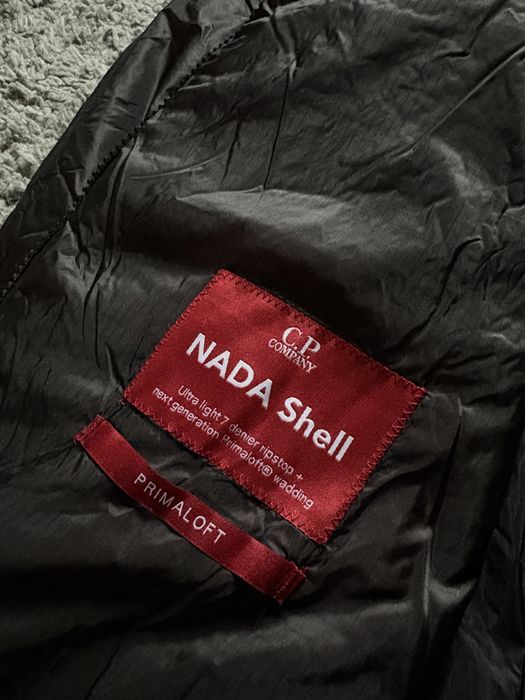 C.P.
COMPANY
NADA Shell
Ultra light 7 denier ripstop +
next generation Primaloft® wadding
PRIMALOFT